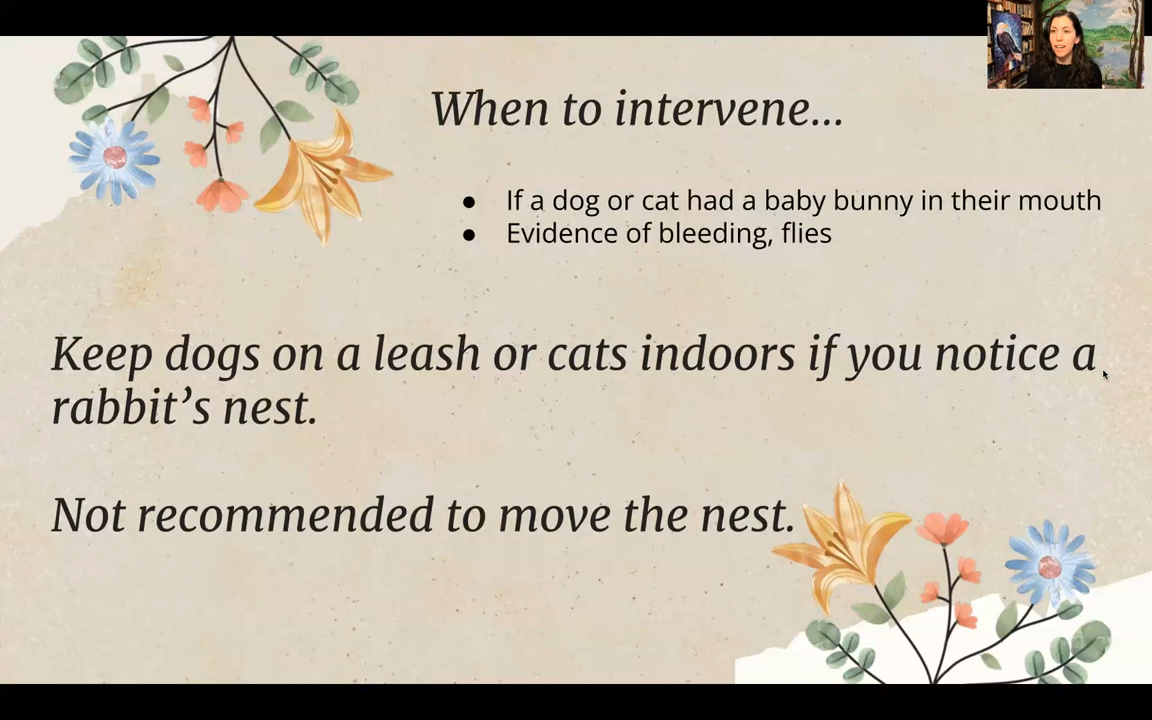 When to intervene...
● If a dog or cat had a baby bunny in their mouth
● Evidence of bleeding, flies
Keep dogs on a leash or cats indoors if you notice a
rabbit’s nest.
Not recommended to move the nest.